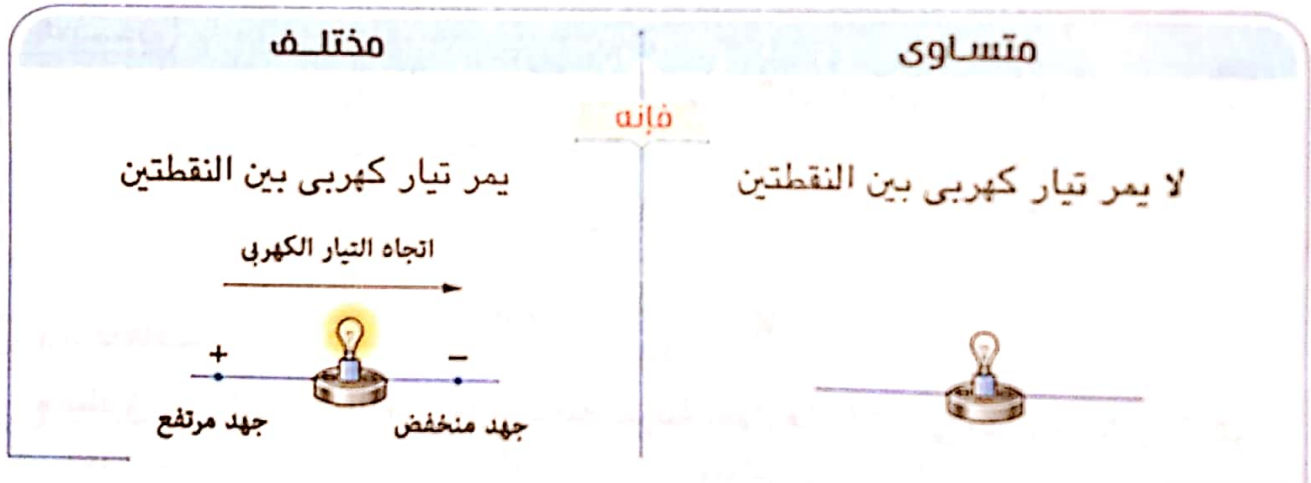 متساوى
مختلف
فإنه
لا يمر تيار كهربى بين النقطتين
يمر تيار كهربى بين النقطتين
اتجاه التيار الكهربى
+
−
جهد مرتفع
جهد منخفض